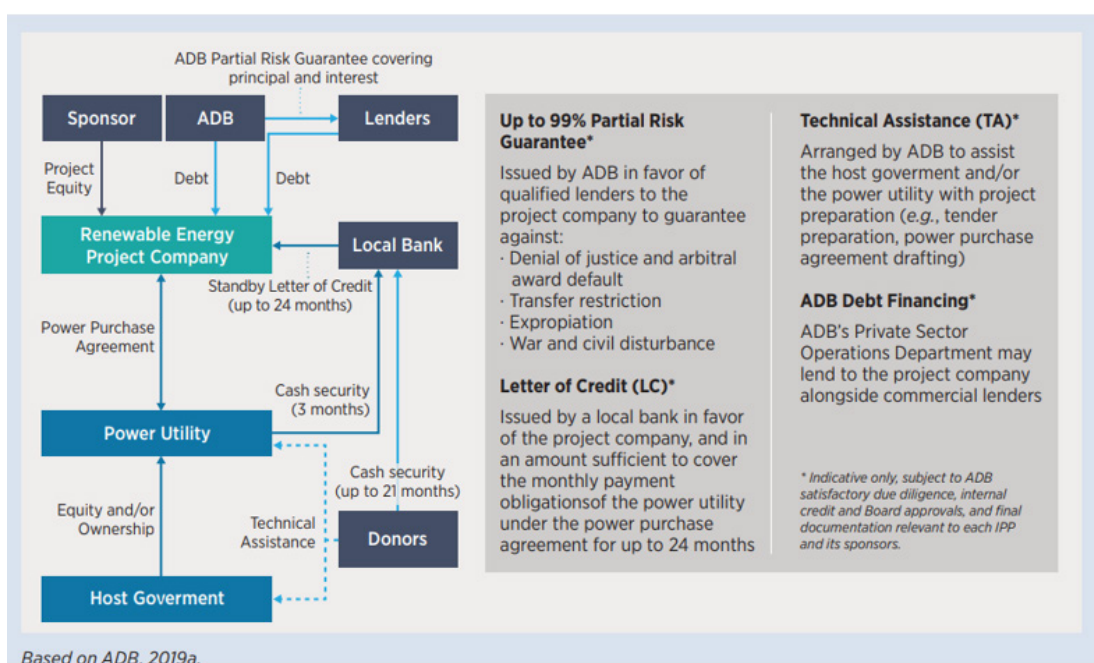 ADB Partial Risk Guarantee covering
principal and interest
Sponsor
ADB
Lenders
Project
Equity
Debt
Debt
Renewable Energy
Project Company
Local Bank
Standby Letter of Credit
(up to 24 months)
Power Purchase
Agreement
Cash security
(3 months)
Power Utility
Cash security
(up to 21 months)
Equity and/or
Ownership
Technical
Assistance
Donors
Host Goverment
Up to 99% Partial Risk
Guarantee*
Issued by ADB in favor of
qualified lenders to the
project company to guarantee
against:
· Denial of justice and arbitral
award default
· Transfer restriction
· Expropiation
· War and civil disturbance
Letter of Credit (LC)*
Issued by a local bank in favor
of the project company, and in
an amount sufficient to cover
the monthly payment
obligationsof the power utility
under the power purchase
agreement for up to 24 months
Technical Assistance (TA)*
Arranged by ADB to assist
the host goverment and/or
the power utility with project
preparation (e.g., tender
preparation, power purchase
agreement drafting)
ADB Debt Financing*
ADB's Private Sector
Operations Department may
lend to the project company
alongside commercial lenders
* Indicative only, subject to ADB
satisfactory due diligence, internal
credit and Board approvals, and final
documentation relevant to each IPP
and its sponsors.
Based on ADB, 2019a.